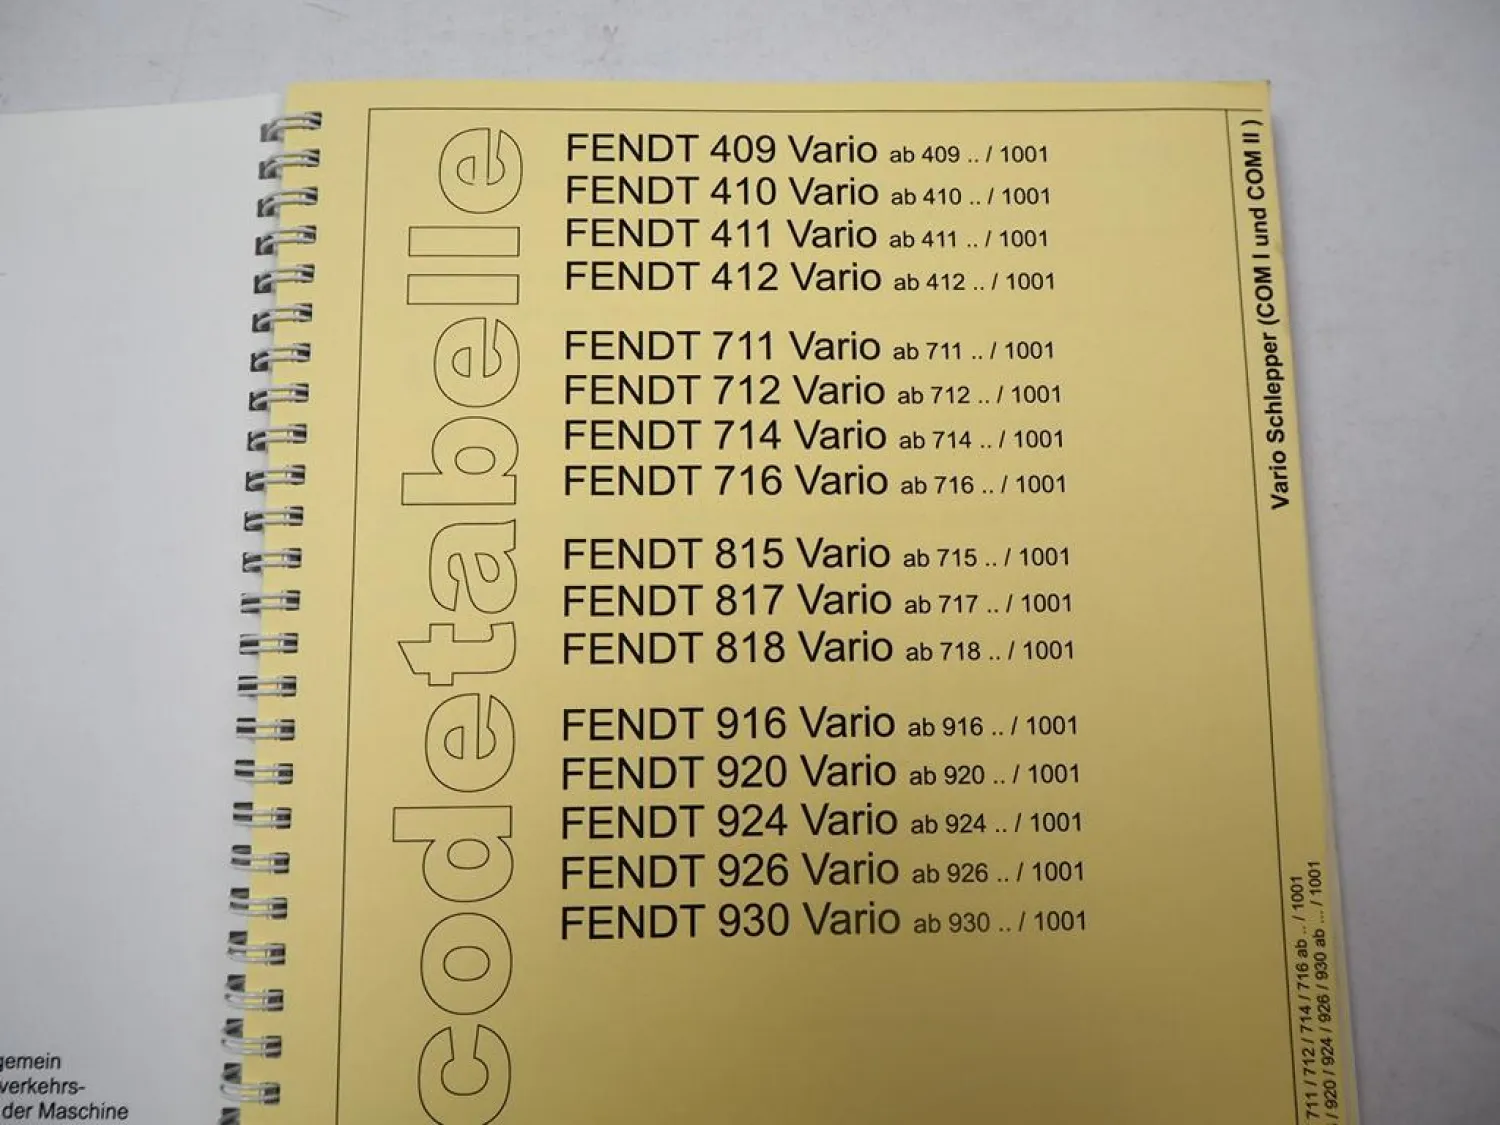 codetabelle
FENDT 409 Vario ab 409 .. / 1001
FENDT 410 Vario ab 410 .. / 1001
FENDT 411 Vario ab 411 .. / 1001
FENDT 412 Vario ab 412 .. / 1001
FENDT 711 Vario ab 711 .. / 1001
FENDT 712 Vario ab 712 .. / 1001
FENDT 714 Vario ab 714 .. / 1001
FENDT 716 Vario ab 716 .. / 1001
FENDT 815 Vario ab 715 .. / 1001
FENDT 817 Vario ab 717 .. / 1001
FENDT 818 Vario ab 718 .. / 1001
FENDT 916 Vario ab 916 .. / 1001
FENDT 920 Vario ab 920 .. / 1001
FENDT 924 Vario ab 924 .. / 1001
FENDT 926 Vario ab 926 .. / 1001
FENDT 930 Vario ab 930 .. / 1001
Vario Schlepper (COM I und COM II )
711 / 712 / 714 / 716 ab .. / 1001
/ 920 / 924 / 926 / 930 ab ... / 1001
gemein
verkehrs-
der Maschine